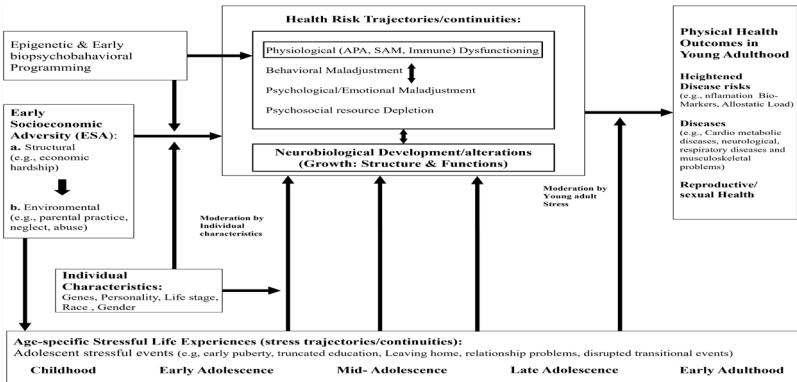 Health Risk Trajectories/continuities:
Epigenetic & Early
biopsychobahavioral
Programming
Physiological (APA, SAM, Immune) Dysfunctioning
Behavioral Maladjustment
Psychological/Emotional Maladjustment
Psychosocial resource Depletion
Neurobiological Development/alterations
(Growth: Structure & Functions)
Early
Socioeconomic
Adversity (ESA):
a. Structural
(e.g., economic
hardship)
b. Environmental
(e.g., parental practice,
neglect, abuse)
Moderation by
Individual
characteristics
Moderation by
Young adult
Stress
Physical Health
Outcomes in
Young Adulthood
Heightened
Disease risks
(e.g., nflamation Bio-
Markers, Allostatic Load)
Diseases
(e.g., Cardio metabolic
diseases, neurological,
respiratory diseases and
musculoskeletal
problems)
Reproductive/
sexual Health
Individual
Characteristics:
Genes, Personality, Life stage,
Race , Gender
Age-specific Stressful Life Experiences (stress trajectories/continuities):
Adolescent stressful events (e.g, early puberty, truncated education, Leaving home, relationship problems, disrupted transitional events)
Childhood Early Adolescence Mid- Adolescence Late Adolescence Early Adulthood